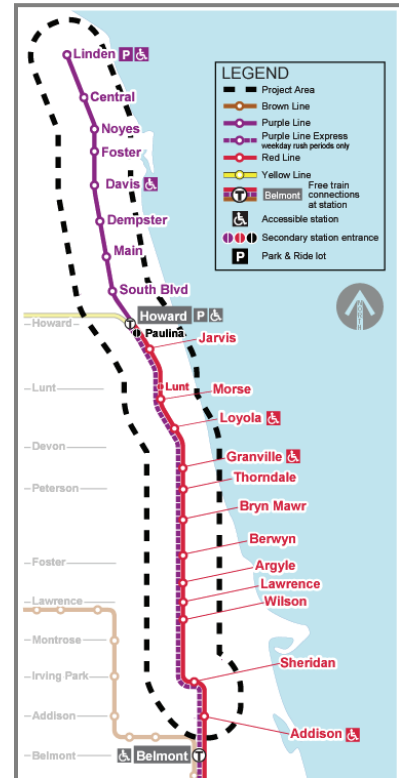 Linden P
Central
Noyes
Foster
Davis
Dempster
Main
South Blvd
Howard P
T
Paulina
Jarvis
Lunt
Morse
Loyola
Granville
Thorndale
Bryn Mawr
Berwyn
Argyle
Lawrence
Wilson
Sheridan
Addison
Belmont T
Howard
Lunt
Devon
Peterson
Foster
Lawrence
Montrose
Irving Park
Addison
Belmont
LEGEND
Project Area
Brown Line
Purple Line
Purple Line Express
weekday rush periods only
Red Line
Yellow Line
T Belmont
Free train
connections
at station
Accessible station
Secondary station entrance
P Park & Ride lot
NORTH